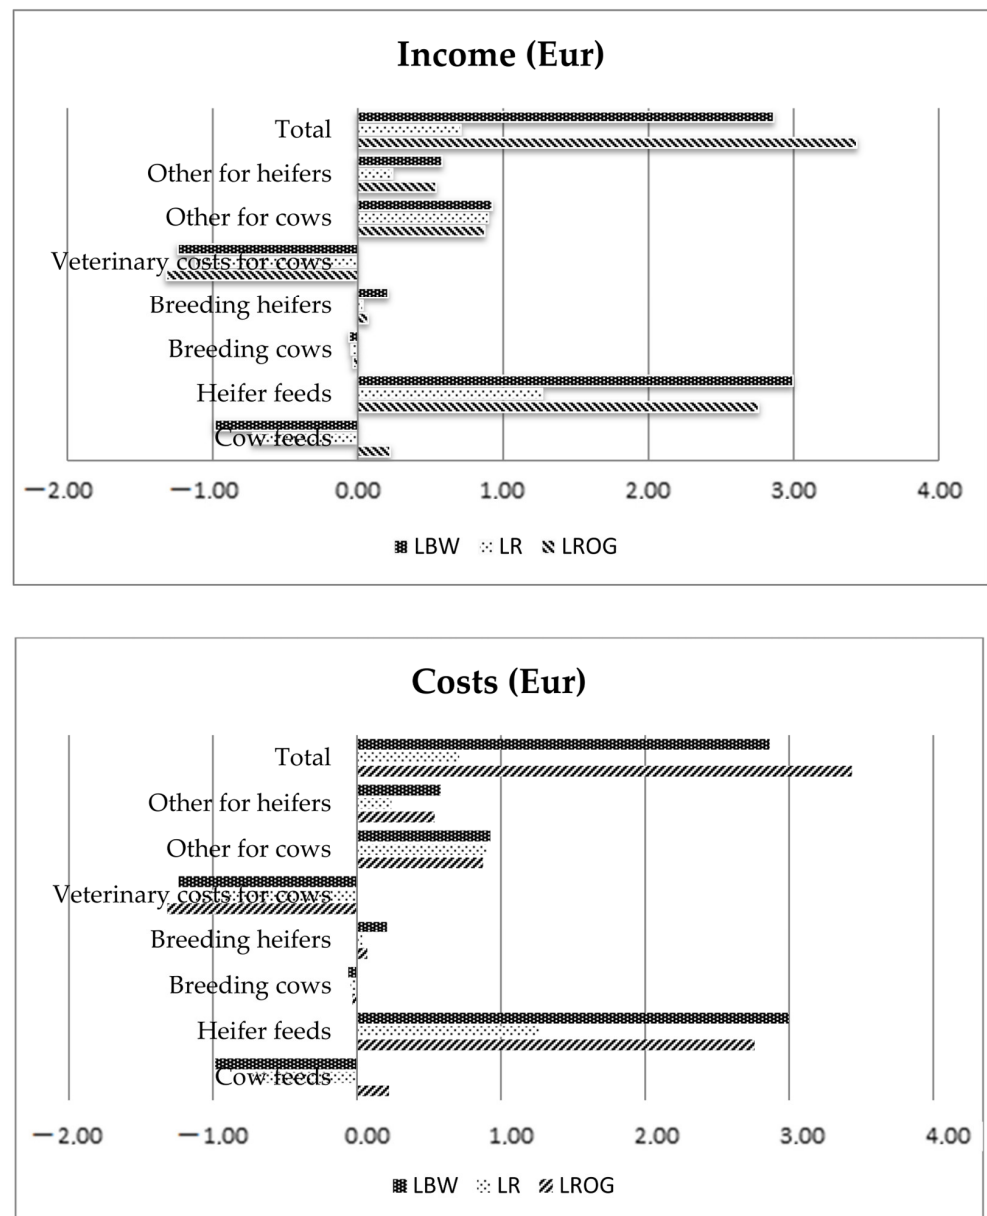 Income (Eur)
Total
Other for heifers
Other for cows
Veterinary costs for cows
Breeding heifers
Breeding cows
Heifer feeds
Cow feeds
−2.00 −1.00 0.00 1.00 2.00 3.00 4.00
LBW LR LROG
Costs (Eur)
Total
Other for heifers
Other for cows
Veterinary costs for cows
Breeding heifers
Breeding cows
Heifer feeds
Cow feeds
−2.00 −1.00 0.00 1.00 2.00 3.00 4.00
LBW LR LROG